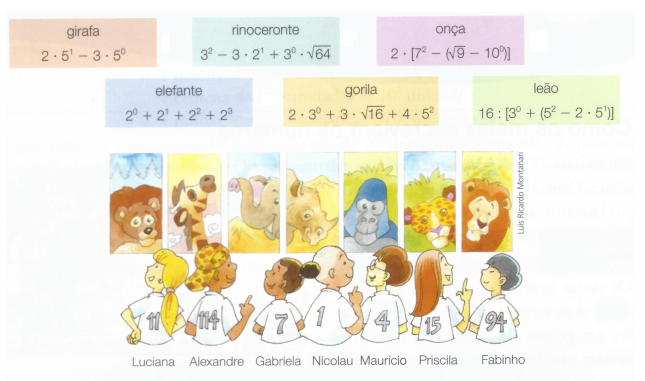 girafa
2 · 5¹ − 3 · 5⁰
rinoceronte
3² − 3 · 2¹ + 3⁰ · √64
onça
2 · [7² − (√9 − 10⁰)]
elefante
2⁰ + 2¹ + 2² + 2³
gorila
2 · 3⁰ + 3 · √16 + 4 · 5²
leão
16 : [3⁰ + (5² − 2 · 5¹)]
Luis Ricardo Montanari
11 114 7 1 4 15 94
Luciana Alexandre Gabriela Nicolau Maurício Priscila Fabinho